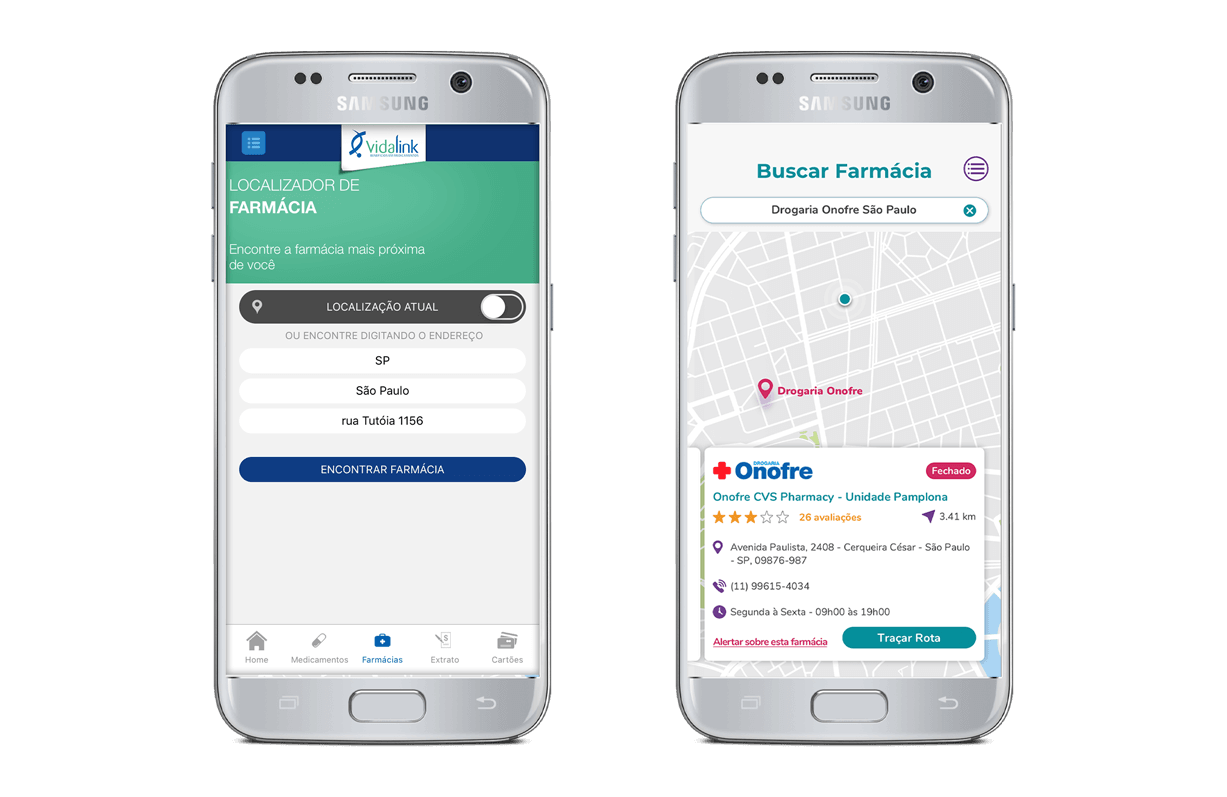 SAMSUNG
Vidalink
LOCALIZADOR DE
FARMÁCIA
Encontre a farmácia mais próxima
de você
LOCALIZAÇÃO ATUAL
OU ENCONTRE DIGITANDO O ENDEREÇO
SP
São Paulo
rua Tutóia 1156
ENCONTRAR FARMÁCIA
Home
Medicamentos
Farmácias
Extrato
Cartões
SAMSUNG
Buscar Farmácia
Drogaria Onofre São Paulo
Drogaria Onofre
DROGARIA
Onofre
Fechado
Onofre CVS Pharmacy - Unidade Pamplona
26 avaliações
3.41 km
Avenida Paulista, 2408 - Cerqueira César - São Paulo
- SP, 09876-987
(11) 99615-4034
Segunda à Sexta - 09h00 às 19h00
Alertar sobre esta farmácia
Traçar Rota